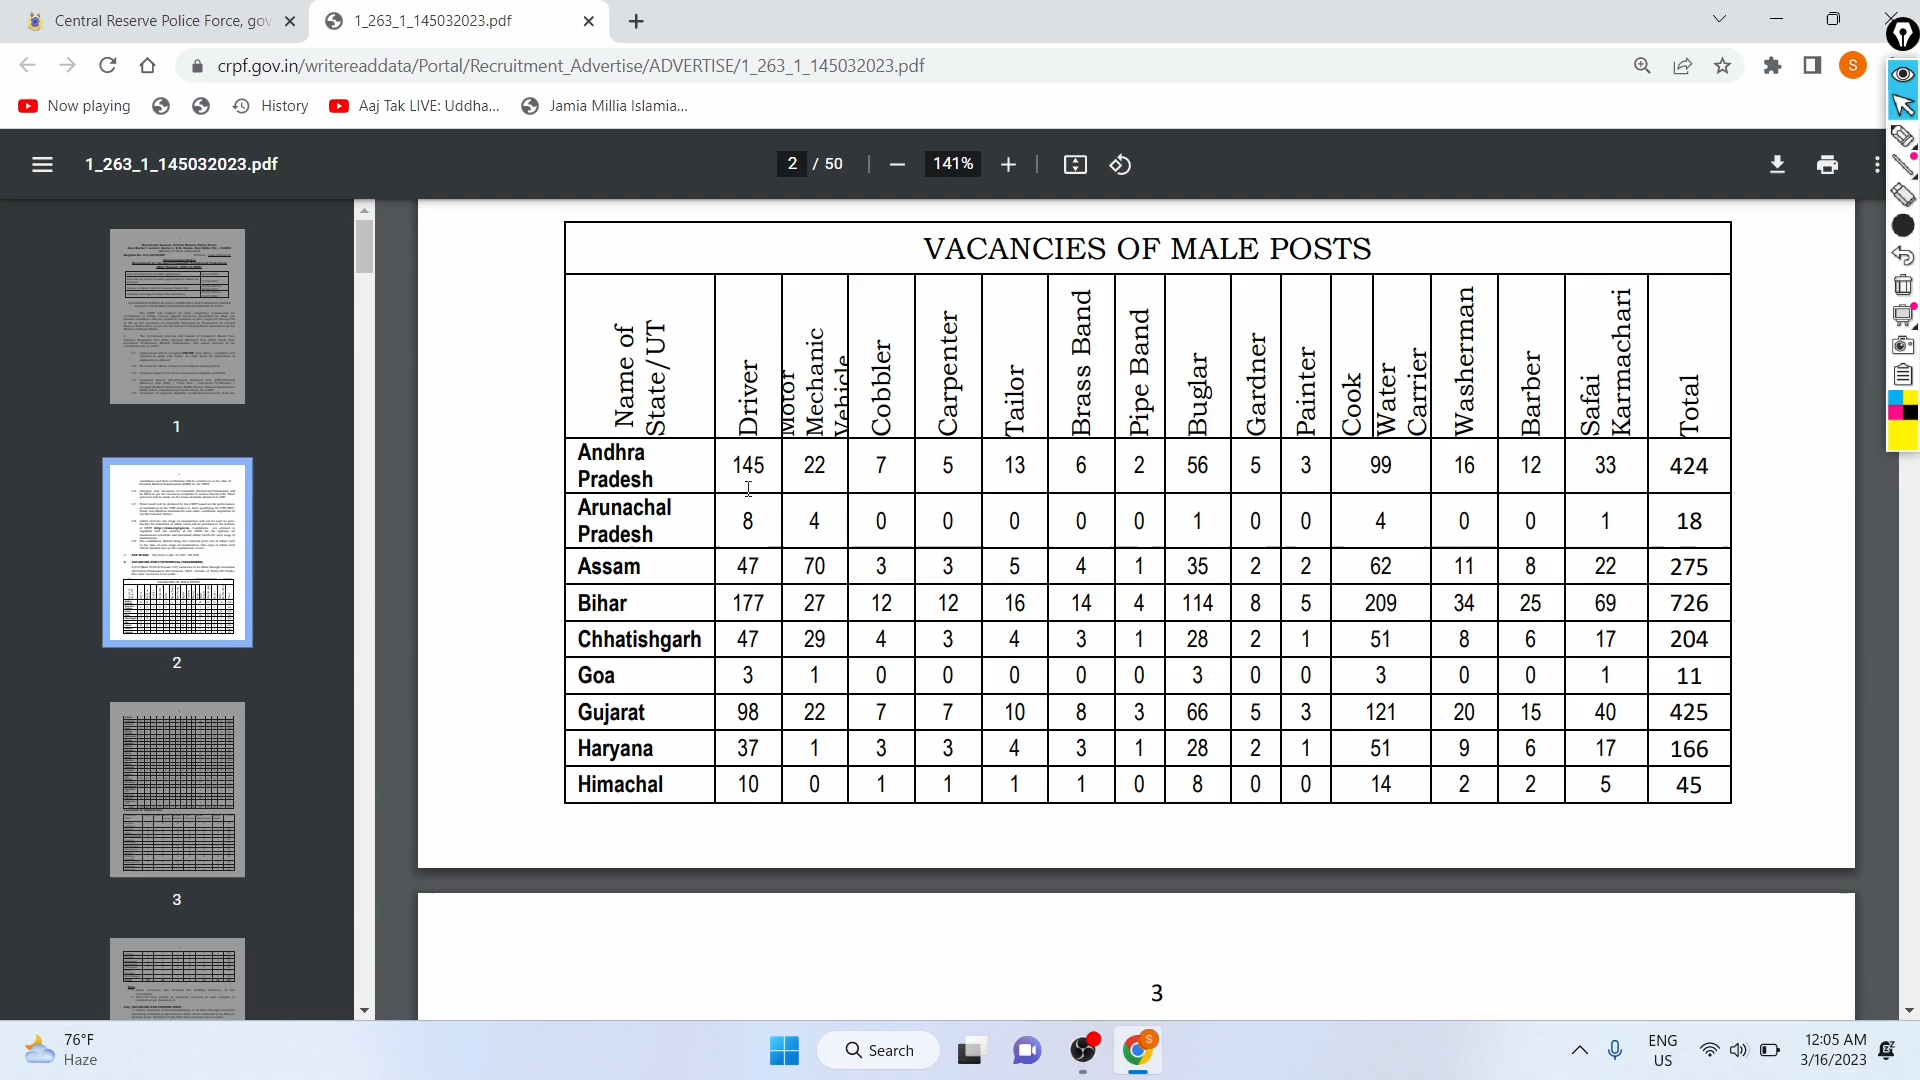 Central Reserve Police Force, gov
1_263_1_145032023.pdf
crpf.gov.in/writereaddata/Portal/Recruitment_Advertise/ADVERTISE/1_263_1_145032023.pdf
S
Now playing
History
Aaj Tak LIVE: Uddha...
Jamia Millia Islamia...
1_263_1_145032023.pdf
2 / 50
141%
1
2
3
VACANCIES OF MALE POSTS
Name of State/UT Driver Motor Mechanic Vehicle Cobbler Carpenter Tailor Brass Band Pipe Band Buglar Gardner Painter Cook Water Carrier Washerman Barber Safai Karmachari Total
Andhra Pradesh 145 22 7 5 13 6 2 56 5 3 99 16 12 33 424
Arunachal Pradesh 8 4 0 0 0 0 0 1 0 0 4 0 0 1 18
Assam 47 70 3 3 5 4 1 35 2 2 62 11 8 22 275
Bihar 177 27 12 12 16 14 4 114 8 5 209 34 25 69 726
Chhatishgarh 47 29 4 3 4 3 1 28 2 1 51 8 6 17 204
Goa 3 1 0 0 0 0 0 3 0 0 3 0 0 1 11
Gujarat 98 22 7 7 10 8 3 66 5 3 121 20 15 40 425
Haryana 37 1 3 3 4 3 1 28 2 1 51 9 6 17 166
Himachal 10 0 1 1 1 1 0 8 0 0 14 2 2 5 45
3
76°F
Haze
Search
S
ENG
US
12:05 AM
3/16/2023